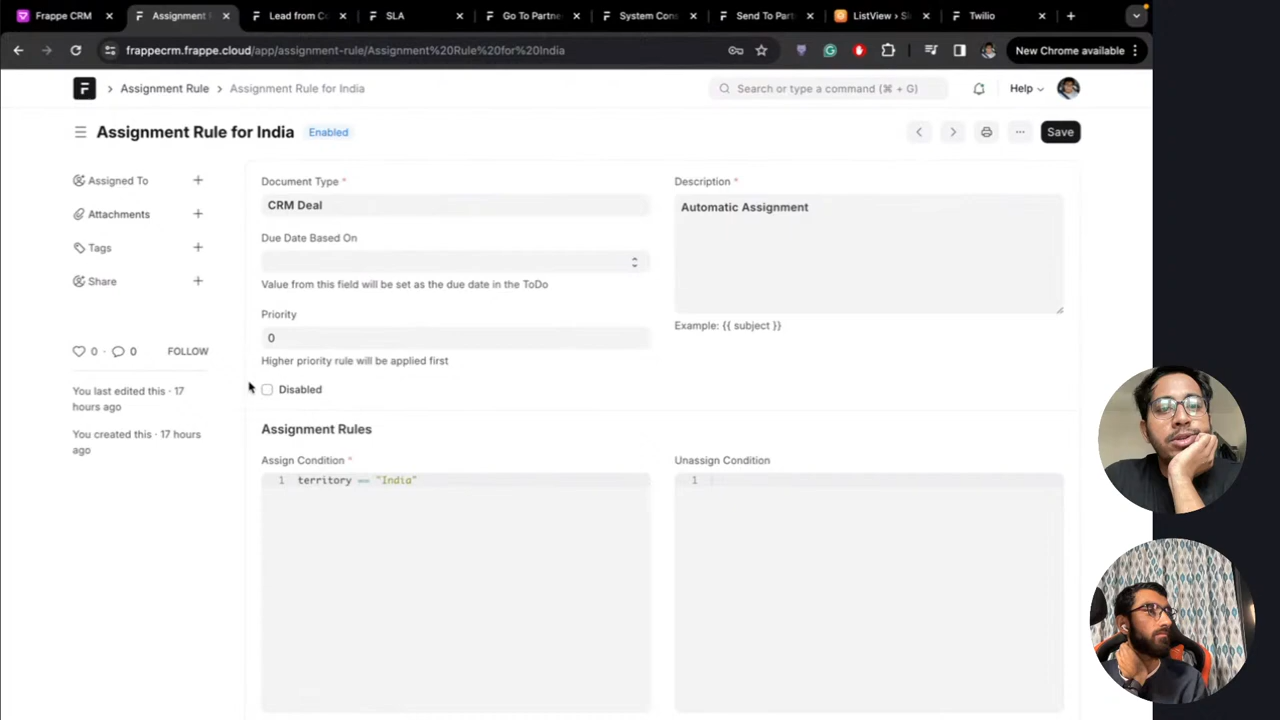 Frappe CRM
Assignment
Lead from Co
SLA
Go To Partne
System Cons
Send To Part
ListView
Twilio
frappecrm.frappe.cloud/app/assignment-rule/Assignment%20Rule%20for%20India
New Chrome available
Assignment Rule
Assignment Rule for India
Search or type a command (⌘ + G)
Help
Assignment Rule for India
Enabled
Save
Assigned To
Attachments
Tags
Share
0 · 0
FOLLOW
You last edited this · 17
hours ago
You created this · 17 hours
ago
Document Type *
CRM Deal
Due Date Based On
Value from this field will be set as the due date in the ToDo
Priority
0
Higher priority rule will be applied first
Disabled
Description *
Automatic Assignment
Example: {{ subject }}
Assignment Rules
Assign Condition *
1 territory == "India"
Unassign Condition
1